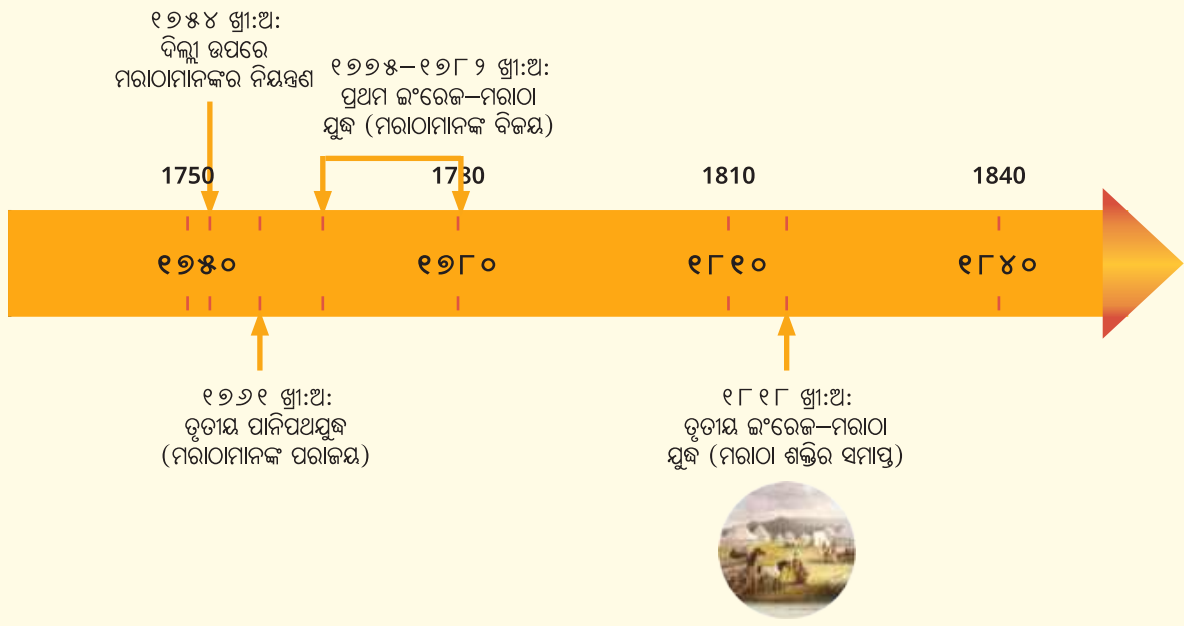 ୧୭୫୪ ଖ୍ରୀ:ଅ:
ଦିଲ୍ଲୀ ଉପରେ
ମରାଠାମାନଙ୍କର ନିୟନ୍ତ୍ରଣ
୧୭୭୫–୧୭୮୨ ଖ୍ରୀ:ଅ:
ପ୍ରଥମ ଇଂରେଜ–ମରାଠା
ଯୁଦ୍ଧ (ମରାଠାମାନଙ୍କ ବିଜୟ)
1750 1780 1810 1840
୧୭୫୦ ୧୭୮୦ ୧୮୧୦ ୧୮୪୦
୧୭୬୧ ଖ୍ରୀ:ଅ:
ତୃତୀୟ ପାନିପଥଯୁଦ୍ଧ
(ମରାଠାମାନଙ୍କ ପରାଜୟ)
୧୮୧୮ ଖ୍ରୀ:ଅ:
ତୃତୀୟ ଇଂରେଜ–ମରାଠା
ଯୁଦ୍ଧ (ମରାଠା ଶକ୍ତିର ସମାପ୍ତ)